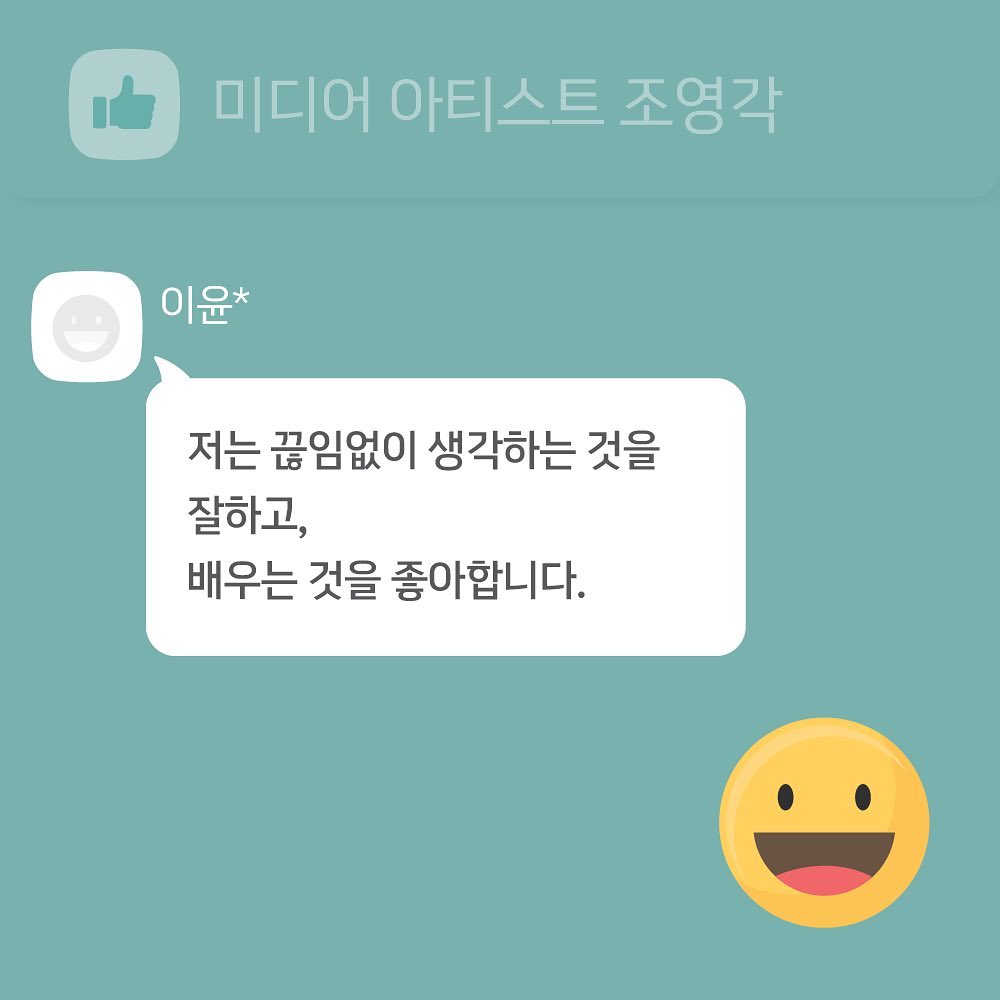 미디어 아티스트 조영각
이윤*
저는 끊임없이 생각하는 것을
잘하고,
배우는 것을 좋아합니다.